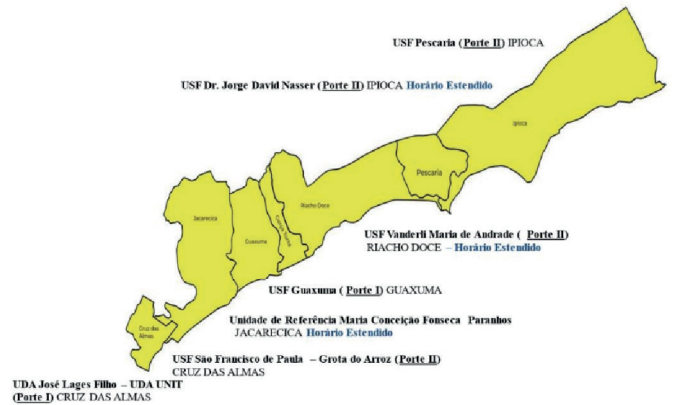 USF Pescaria (Porte II) IPIOCA
USF Dr. Jorge David Nasser (Porte II) IPIOCA Horário Estendido
Ipioca
Pescaria
Riacho Doce
Jacarecica
Guaxuma
USF Vanderli Maria de Andrade ( Porte II)
RIACHO DOCE – Horário Estendido
USF Guaxuma ( Porte I) GUAXUMA
Unidade de Referência Maria Conceição Fonseca Paranhos
JACARECICA Horário Estendido
Cruz das
Almas
USF São Francisco de Paula – Grota do Arroz (Porte II)
CRUZ DAS ALMAS
UDA José Lages Filho – UDA UNIT
(Porte I) CRUZ DAS ALMAS